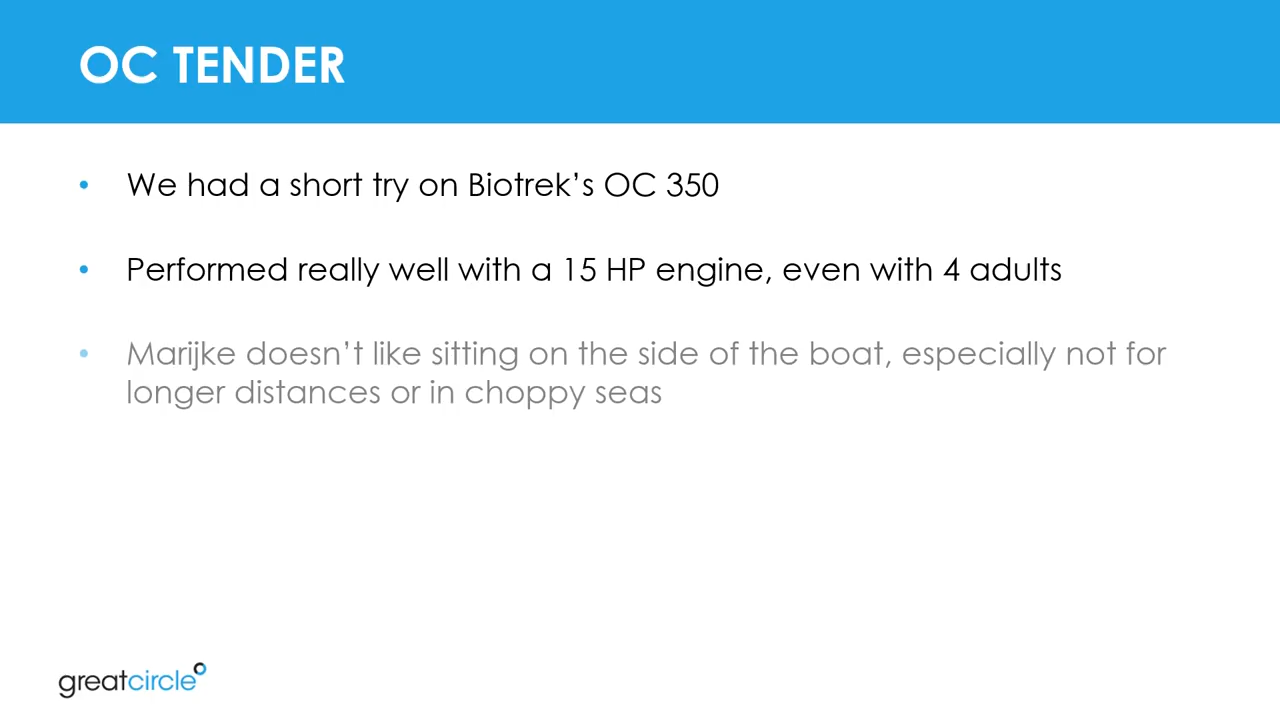 OC TENDER
• We had a short try on Biotrek’s OC 350
• Performed really well with a 15 HP engine, even with 4 adults
• Marijke doesn’t like sitting on the side of the boat, especially not for
longer distances or in choppy seas
greatcircle